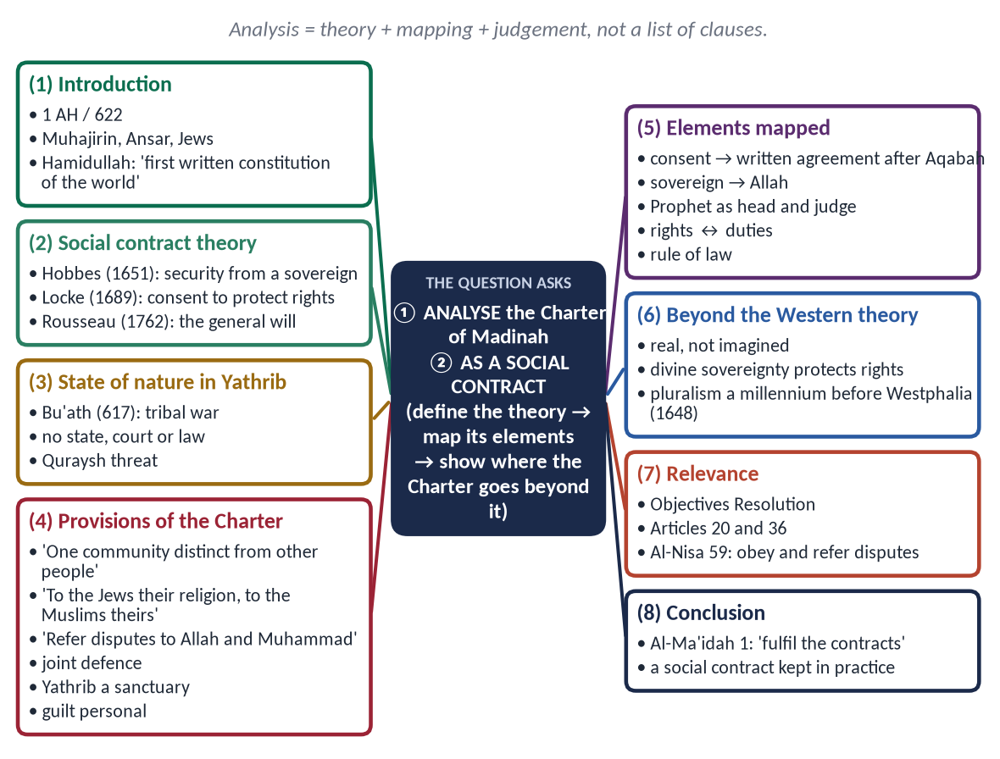 Analysis = theory + mapping + judgement, not a list of clauses.
(1) Introduction
• 1 AH / 622
• Muhajirin, Ansar, Jews
• Hamidullah: 'first written constitution
of the world'
(2) Social contract theory
• Hobbes (1651): security from a sovereign
• Locke (1689): consent to protect rights
• Rousseau (1762): the general will
(3) State of nature in Yathrib
• Bu'ath (617): tribal war
• no state, court or law
• Quraysh threat
(4) Provisions of the Charter
• 'One community distinct from other
people'
• 'To the Jews their religion, to the
Muslims theirs'
• 'Refer disputes to Allah and Muhammad'
• joint defence
• Yathrib a sanctuary
• guilt personal
THE QUESTION ASKS
① ANALYSE the Charter
of Madinah
② AS A SOCIAL
CONTRACT
(define the theory →
map its elements
→ show where the
Charter goes beyond
it)
(5) Elements mapped
• consent → written agreement after Aqabah
• sovereign → Allah
• Prophet as head and judge
• rights ↔ duties
• rule of law
(6) Beyond the Western theory
• real, not imagined
• divine sovereignty protects rights
• pluralism a millennium before Westphalia
(1648)
(7) Relevance
• Objectives Resolution
• Articles 20 and 36
• Al-Nisa 59: obey and refer disputes
(8) Conclusion
• Al-Ma'idah 1: 'fulfil the contracts'
• a social contract kept in practice